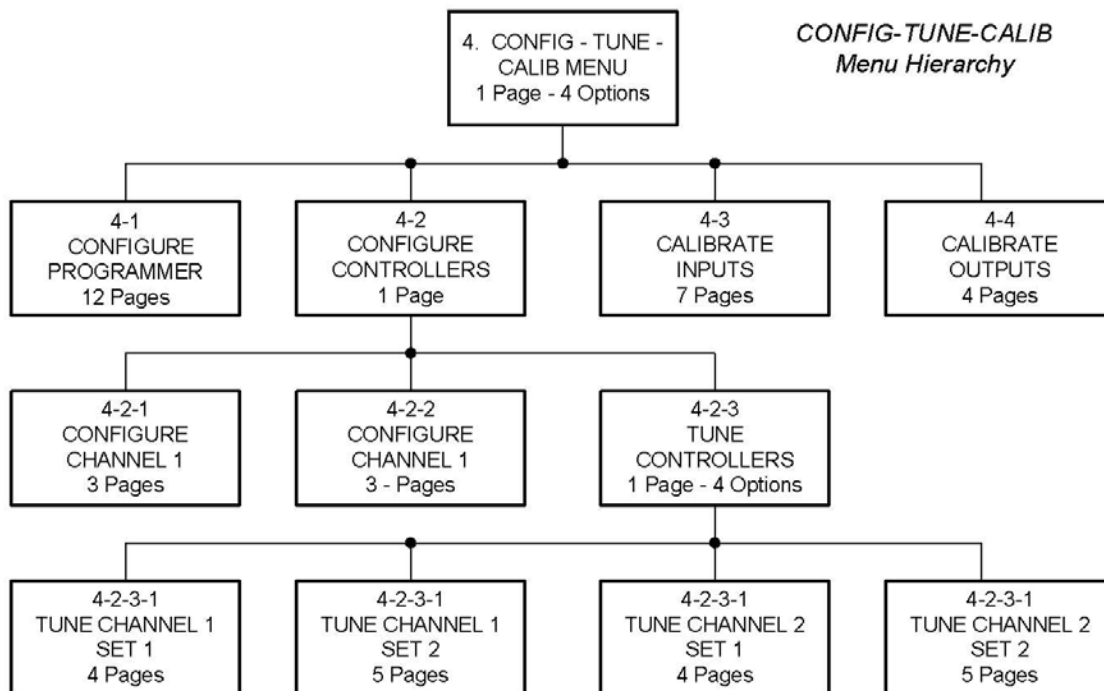 4. CONFIG - TUNE -
CALIB MENU
1 Page - 4 Options
CONFIG-TUNE-CALIB
Menu Hierarchy
4-1
CONFIGURE
PROGRAMMER
12 Pages
4-2
CONFIGURE
CONTROLLERS
1 Page
4-3
CALIBRATE
INPUTS
7 Pages
4-4
CALIBRATE
OUTPUTS
4 Pages
4-2-1
CONFIGURE
CHANNEL 1
3 Pages
4-2-2
CONFIGURE
CHANNEL 1
3 - Pages
4-2-3
TUNE
CONTROLLERS
1 Page - 4 Options
4-2-3-1
TUNE CHANNEL 1
SET 1
4 Pages
4-2-3-1
TUNE CHANNEL 1
SET 2
5 Pages
4-2-3-1
TUNE CHANNEL 2
SET 1
4 Pages
4-2-3-1
TUNE CHANNEL 2
SET 2
5 Pages